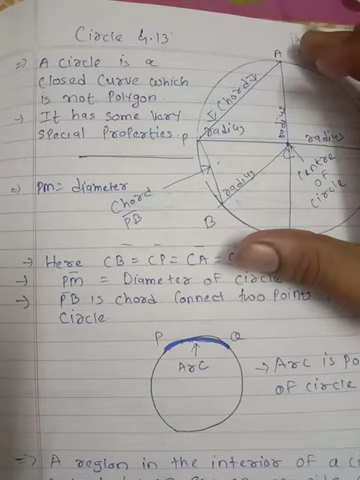 Circle 4.13
⇒ A circle is a
closed curve which
is not Polygon.
→ It has some vary
special Properties.
A
Chord
radius
radius
radius
P
C
Centre
OF
circle
⇒ PM = diameter
Chord
PB
radius
B
→ Here CB = CP = CA =
→ PM = Diameter of circle
→ PB is chord Connect two Points
Circle.
P
Q
ArC
→ ArC is
of circle
⇒ A region in the interior of a